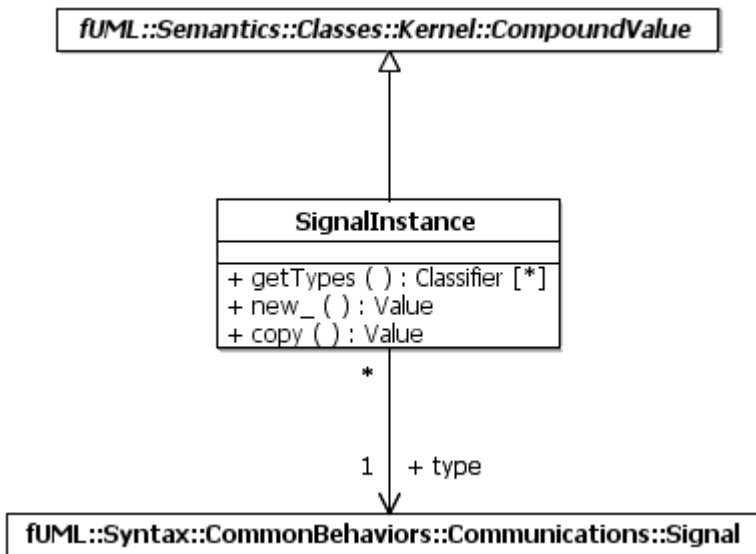 fUML::Semantics::Classes::Kernel::CompoundValue
SignalInstance
+ getTypes ( ) : Classifier [*]
+ new_ ( ) : Value
+ copy ( ) : Value
*
1 + type
fUML::Syntax::CommonBehaviors::Communications::Signal